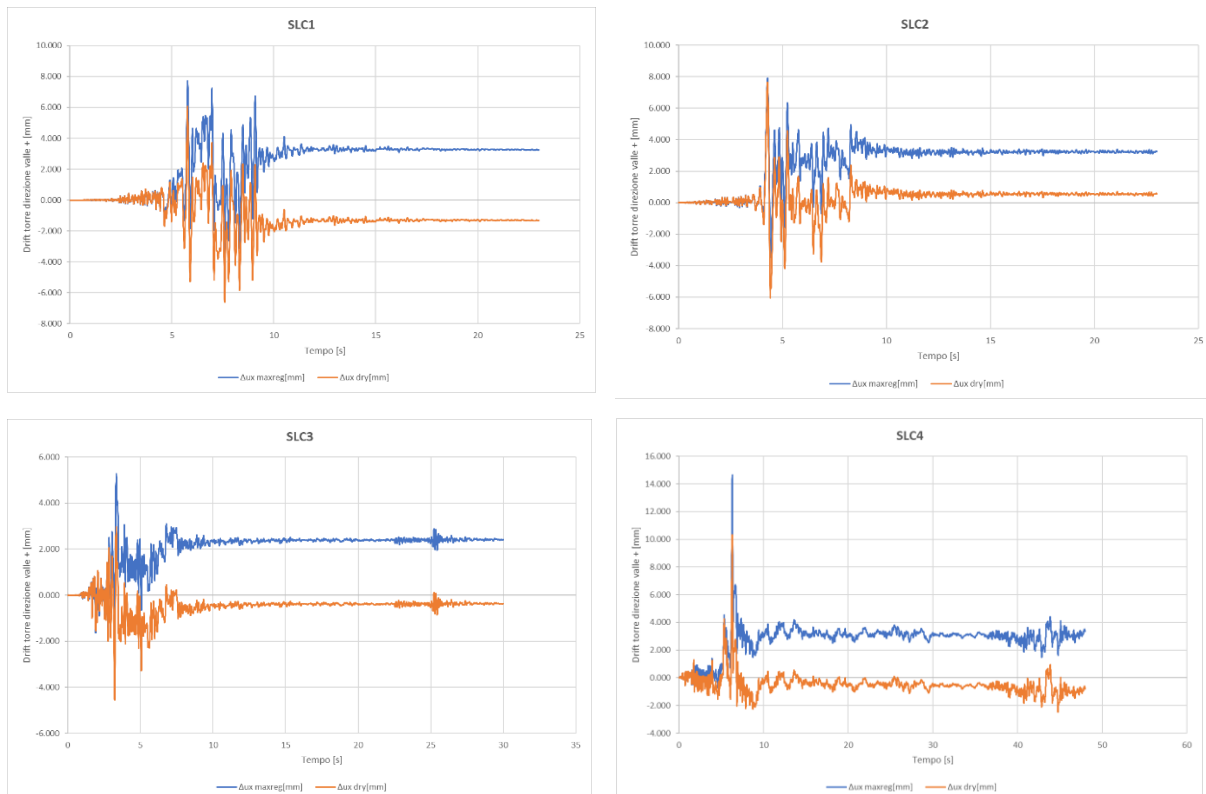 SLC1
10.000
8.000
6.000
4.000
2.000
0.000
-2.000
-4.000
-6.000
-8.000
Drift torre direzione valle + [mm]
0 5 10 15 20 25
Tempo [s]
Δux maxreg[mm] Δux dry[mm]
SLC2
10.000
8.000
6.000
4.000
2.000
0.000
-2.000
-4.000
-6.000
-8.000
Drift torre direzione valle + [mm]
0 5 10 15 20 25
Tempo [s]
Δux maxreg[mm] Δux dry[mm]
SLC3
6.000
4.000
2.000
0.000
-2.000
-4.000
-6.000
Drift torre direzione valle + [mm]
0 5 10 15 20 25 30 35
Tempo [s]
Δux maxreg[mm] Δux dry[mm]
SLC4
16.000
14.000
12.000
10.000
8.000
6.000
4.000
2.000
0.000
-2.000
-4.000
Drift torre direzione valle + [mm]
0 10 20 30 40 50 60
Tempo [s]
Δux maxreg[mm] Δux dry[mm]